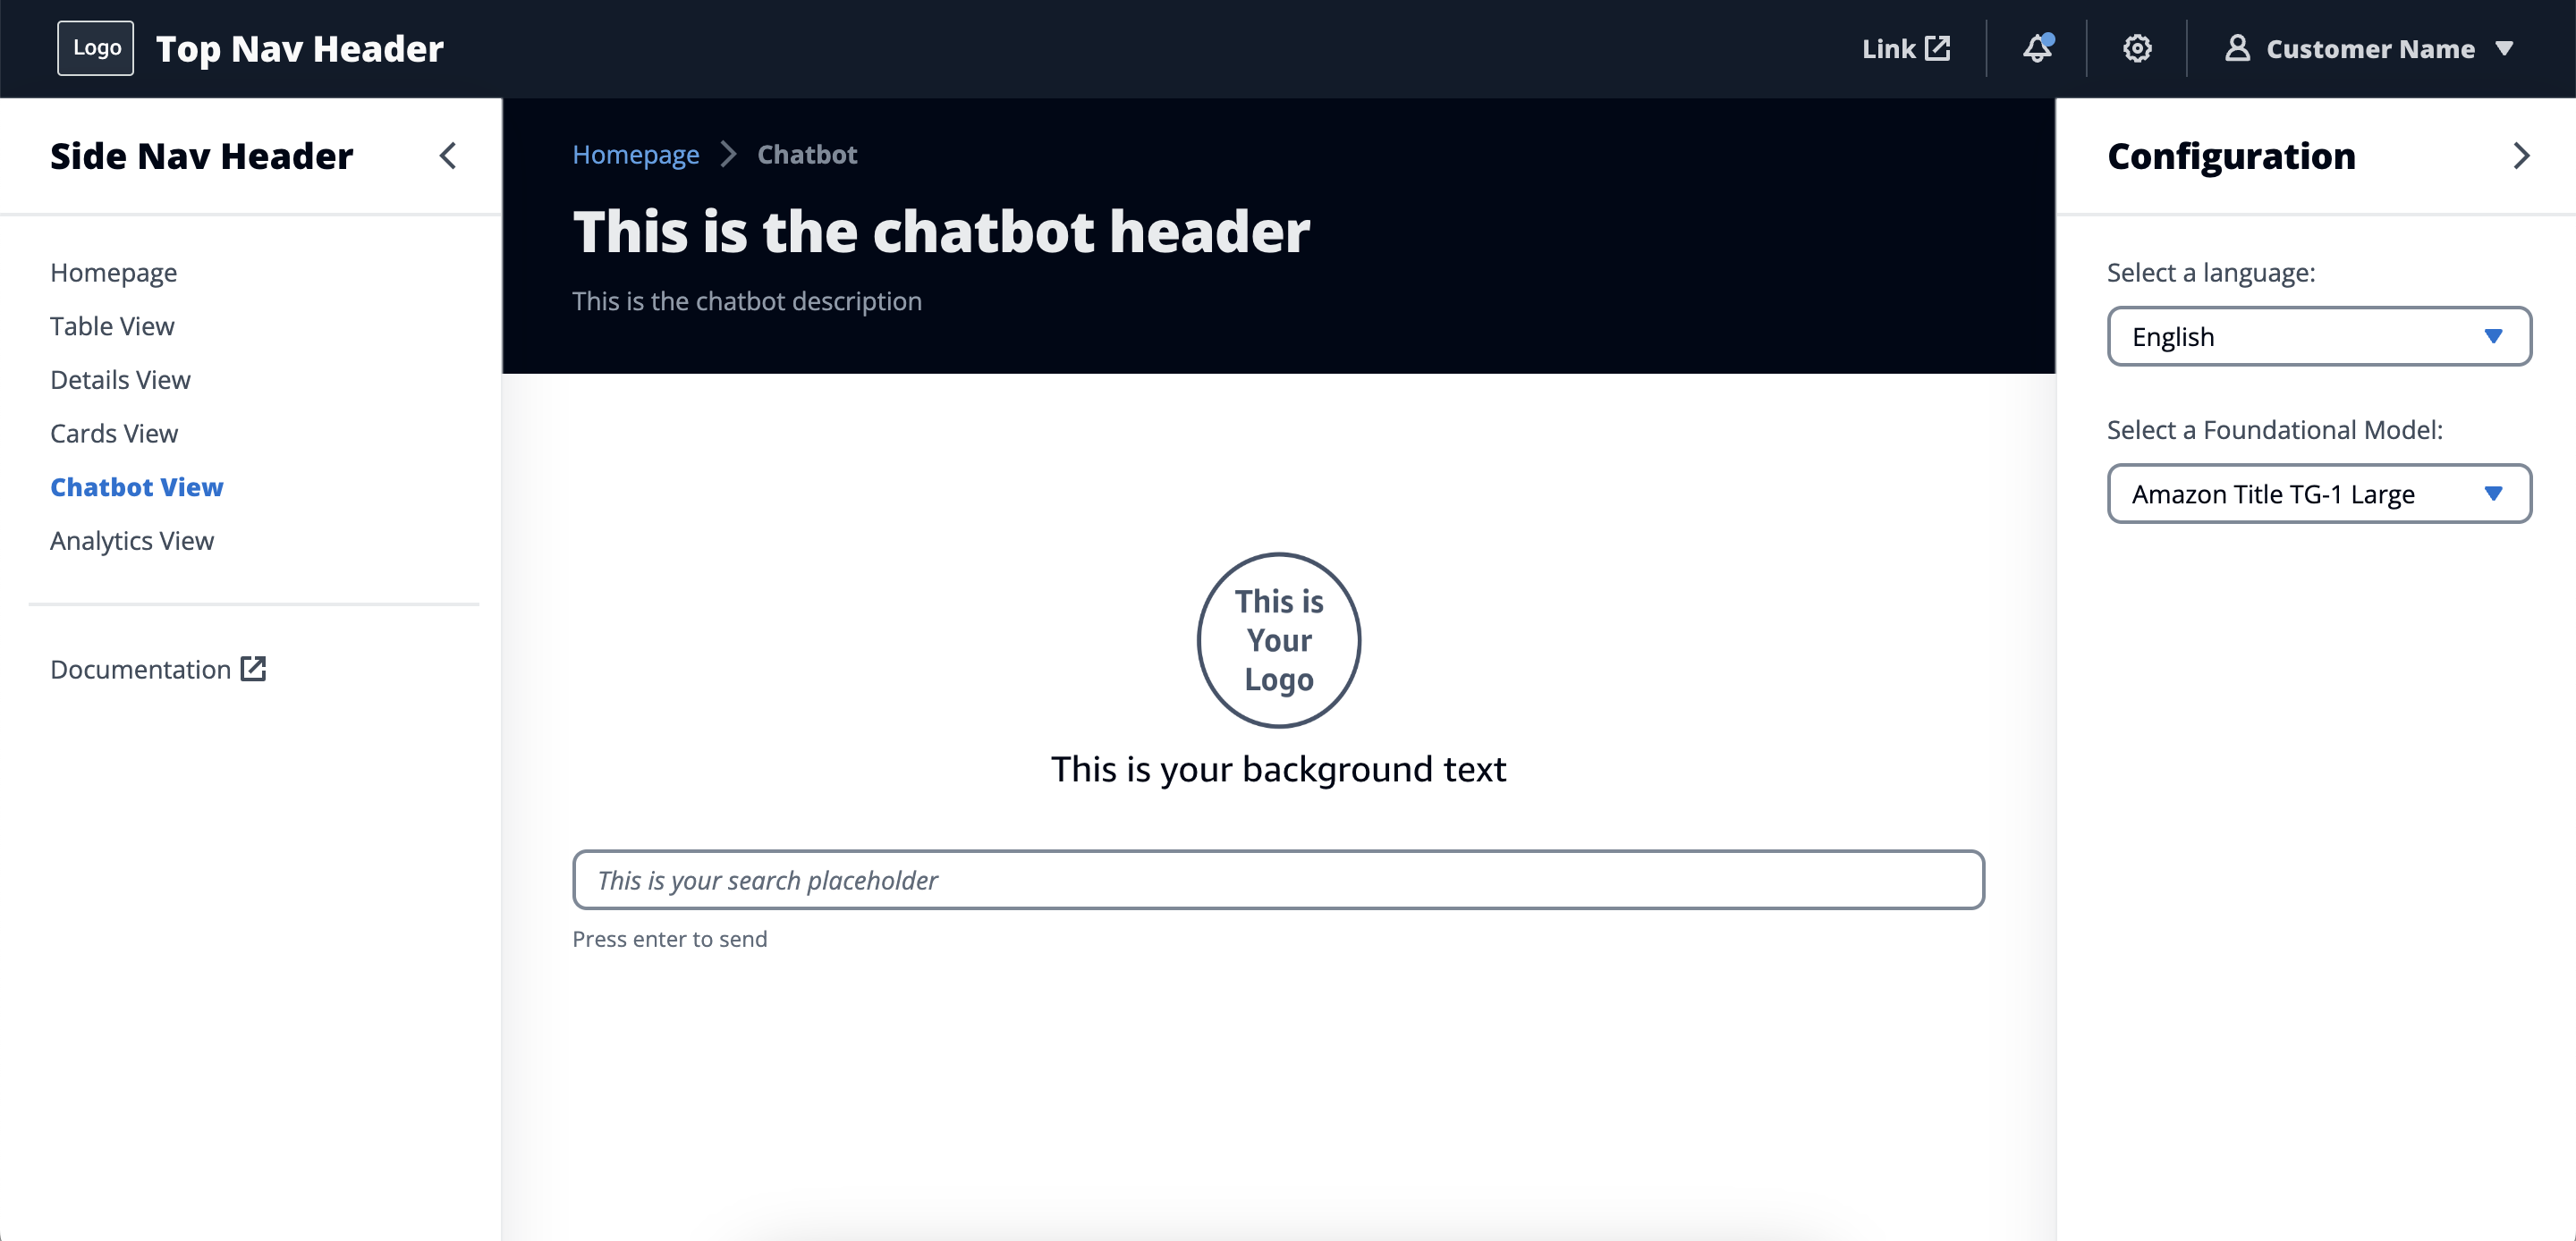 Logo
Top Nav Header
Link
Customer Name
Side Nav Header
Homepage
Table View
Details View
Cards View
Chatbot View
Analytics View
Documentation
Homepage
Chatbot
This is the chatbot header
This is the chatbot description
This is
Your
Logo
This is your background text
This is your search placeholder
Press enter to send
Configuration
Select a language:
English
Select a Foundational Model:
Amazon Title TG-1 Large